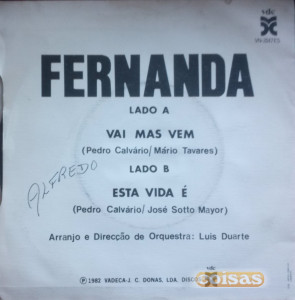 vdc
FERNANDA
LADO A
VAI MAS VEM
(Pedro Calvário/Mário Tavares)
LADO B
ALFREDO
ESTA VIDA É
(Pedro Calvário/José Sotto Mayor)
Arranjo e Direcção de Orquestra: Luis Duarte
Ⓟ 1982 VADECA-J. C. DONAS, LDA.
coisas